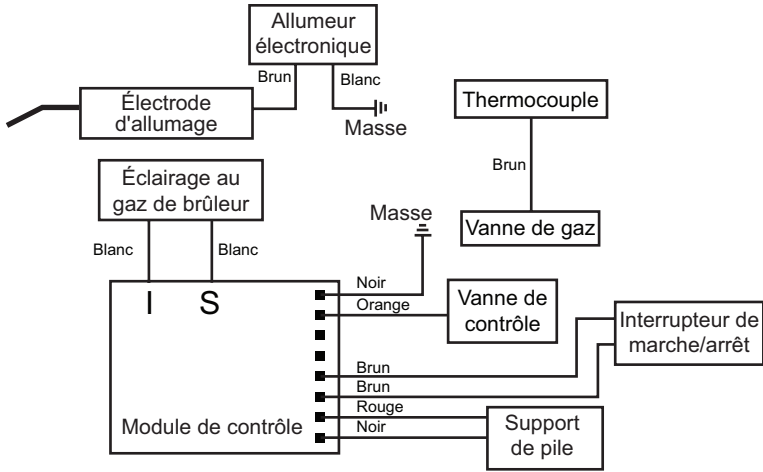 Allumeur
électronique
Brun
Blanc
Électrode
d'allumage
Masse
Thermocouple
Brun
Vanne de gaz
Éclairage au
gaz de brûleur
Blanc
Blanc
Masse
I
S
Noir
Orange
Vanne de
contrôle
Interrupteur de
marche/arrêt
Brun
Brun
Rouge
Noir
Module de contrôle
Support
de pile